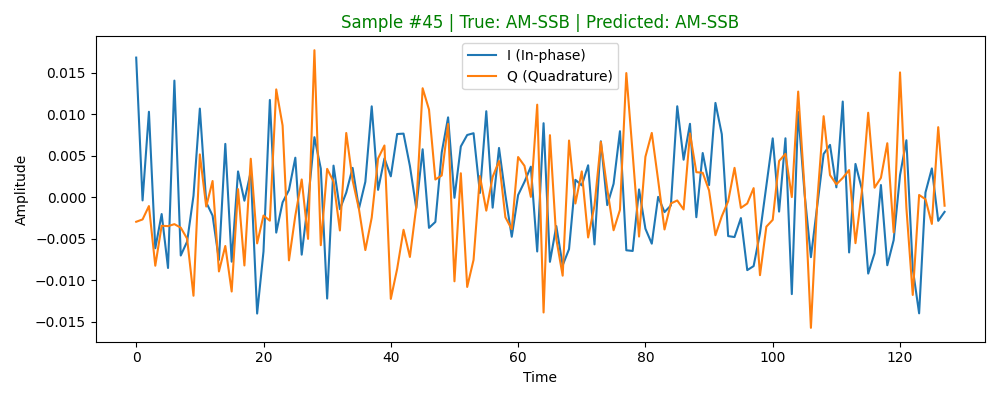 Sample #45 | True: AM-SSB | Predicted: AM-SSB
I (In-phase)
Q (Quadrature)
Amplitude
0.015
0.010
0.005
0.000
−0.005
−0.010
−0.015
0 20 40 60 80 100 120
Time